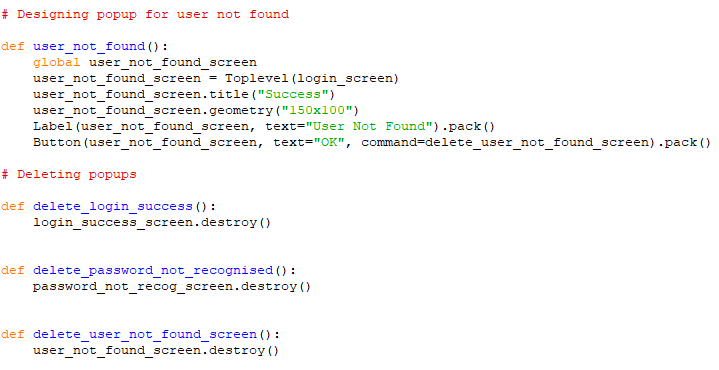 # Designing popup for user not found
def user_not_found():
    global user_not_found_screen
    user_not_found_screen = Toplevel(login_screen)
    user_not_found_screen.title("Success")
    user_not_found_screen.geometry("150x100")
    Label(user_not_found_screen, text="User Not Found").pack()
    Button(user_not_found_screen, text="OK", command=delete_user_not_found_screen).pack()
# Deleting popups
def delete_login_success():
    login_success_screen.destroy()
def delete_password_not_recognised():
    password_not_recog_screen.destroy()
def delete_user_not_found_screen():
    user_not_found_screen.destroy()